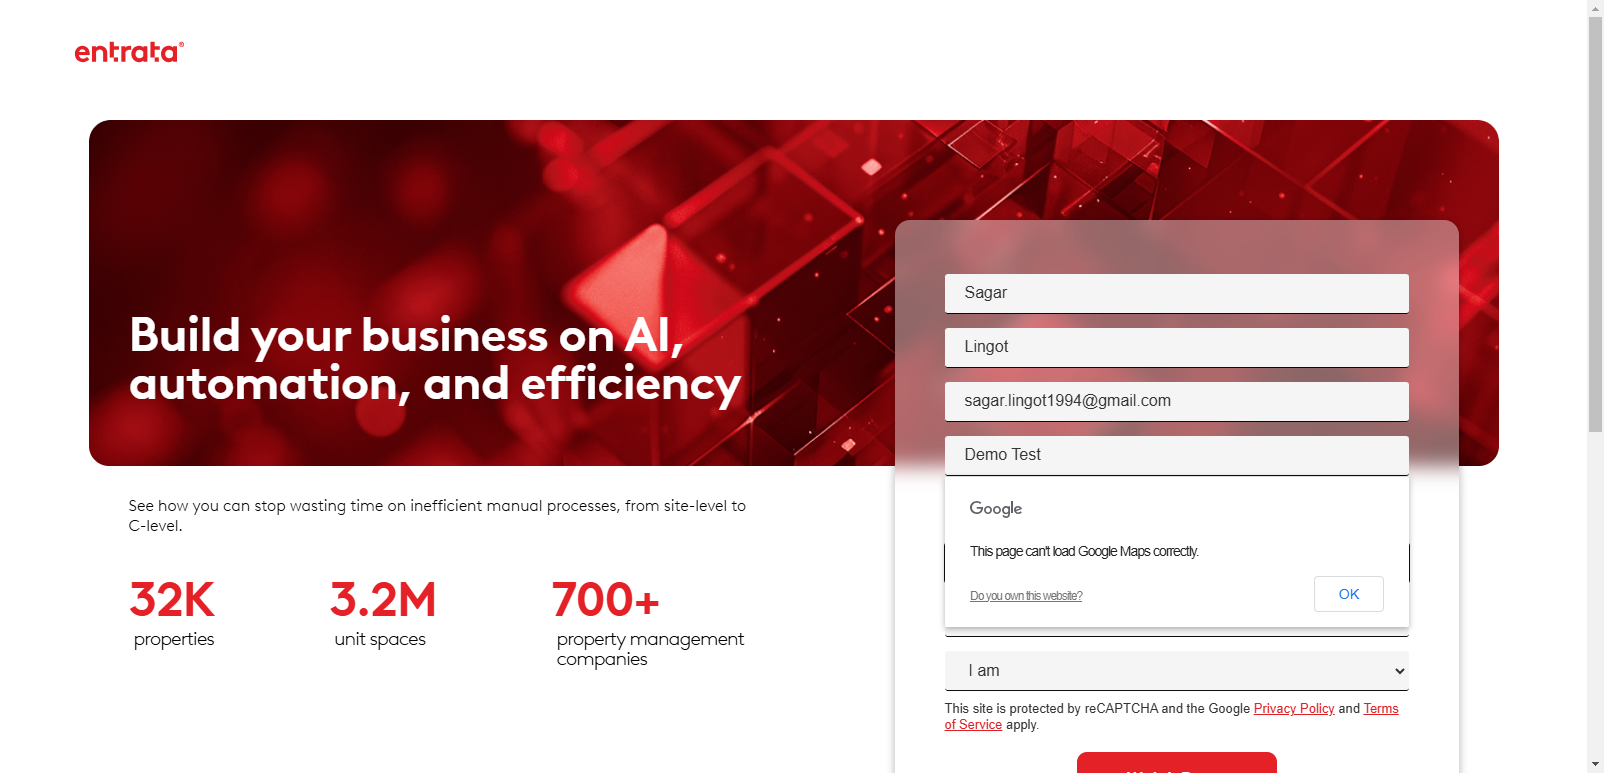 entrata®
Build your business on AI,
automation, and efficiency
See how you can stop wasting time on inefficient manual processes, from site-level to
C-level.
32K
properties
3.2M
unit spaces
700+
property management
companies
Sagar
Lingot
sagar.lingot1994@gmail.com
Demo Test
Google
This page can't load Google Maps correctly.
Do you own this website?
OK
I am
This site is protected by reCAPTCHA and the Google Privacy Policy and Terms
of Service apply.